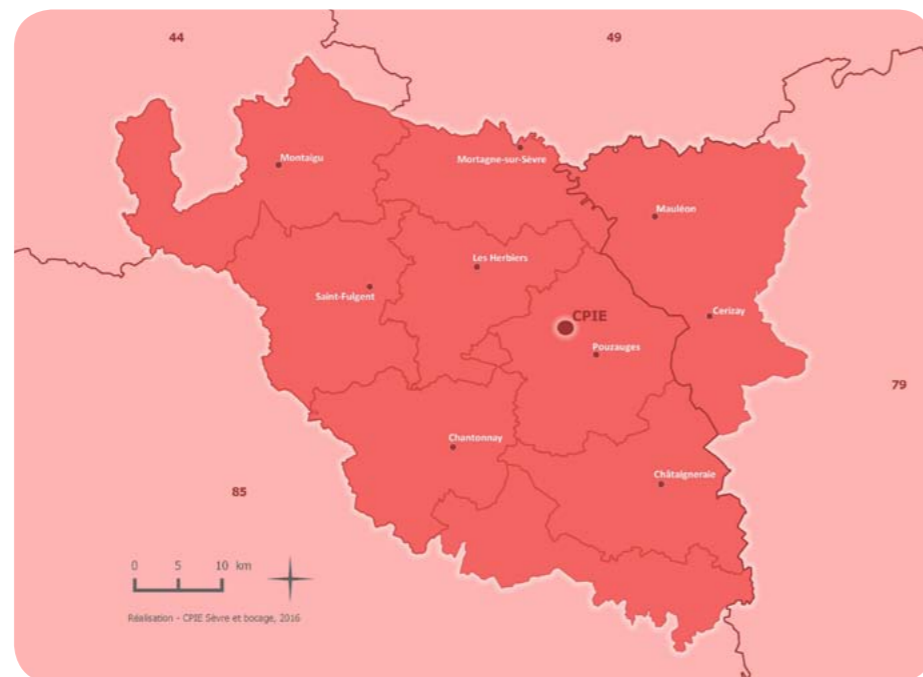 44
49
Montaigu
Mortagne-sur-Sèvre
Mauléon
Les Herbiers
Saint-Fulgent
CPIE
Cerizay
Pouzauges
79
Chantonnay
Châtaigneraie
85
0 5 10 km
Réalisation - CPIE Sèvre et bocage, 2016